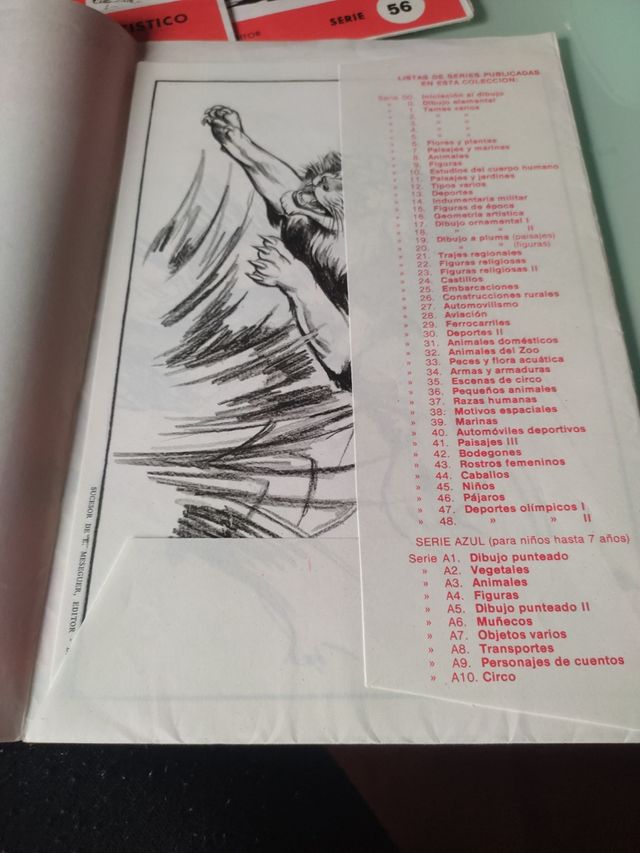 ISTICO
SERIE 56
LISTAS DE SERIES PUBLICADAS
EN ESTA COLECCION:
Serie 00. Iniciación al dibujo
» 0. Dibujo elemental
» 1. Temas varios
» 2. » »
» 3. » »
» 4. » »
» 5. » »
» 6. Flores y plantas
» 7. Paisajes y marinas
» 8. Animales
» 9. Figuras
» 10. Estudios del cuerpo humano
» 11. Paisajes y jardines
» 12. Tipos varios
» 13. Deportes
» 14. Indumentaria militar
» 15. Figuras de época
» 16. Geometría artística
» 17. Dibujo ornamental I
» 18. » » II
» 19. Dibujo a pluma (paisajes)
» 20. » » (figuras)
» 21. Trajes regionales
» 22. Figuras religiosas
» 23. Figuras religiosas II
» 24. Castillos
» 25. Embarcaciones
» 26. Construcciones rurales
» 27. Automovilismo
» 28. Aviación
» 29. Ferrocarriles
» 30. Deportes II
» 31. Animales domésticos
» 32. Animales del Zoo
» 33. Peces y flora acuática
» 34. Armas y armaduras
» 35. Escenas de circo
» 36. Pequeños animales
» 37. Razas humanas
» 38. Motivos espaciales
» 39. Marinas
» 40. Automóviles deportivos
» 41. Paisajes III
» 42. Bodegones
» 43. Rostros femeninos
» 44. Caballos
» 45. Niños
» 46. Pájaros
» 47. Deportes olímpicos I
» 48. » » II
SERIE AZUL (para niños hasta 7 años)
Serie A1. Dibujo punteado
» A2. Vegetales
» A3. Animales
» A4. Figuras
» A5. Dibujo punteado II
» A6. Muñecos
» A7. Objetos varios
» A8. Transportes
» A9. Personajes de cuentos
» A10. Circo
SUCESOR DE E. MESEGUER, EDITOR -